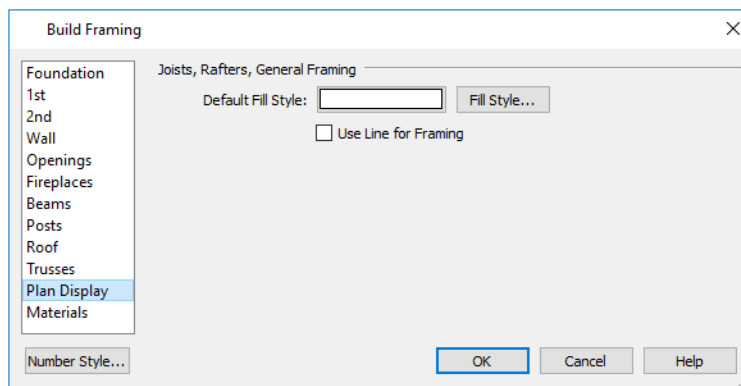 Build Framing
Foundation
1st
2nd
Wall
Openings
Fireplaces
Beams
Posts
Roof
Trusses
Plan Display
Materials
Number Style...
Joists, Rafters, General Framing
Default Fill Style: Fill Style...
Use Line for Framing
OK Cancel Help